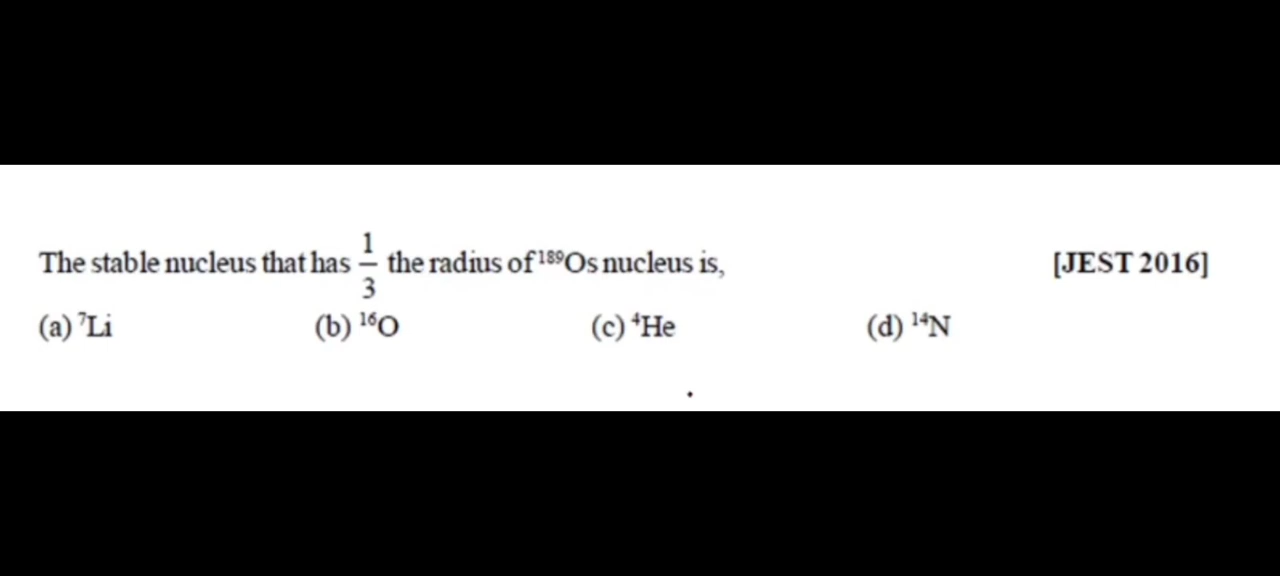 The stable nucleus that has 1/3 the radius of ¹⁸⁹Os nucleus is, [JEST 2016]
(a) ⁷Li (b) ¹⁶O (c) ⁴He (d) ¹⁴N